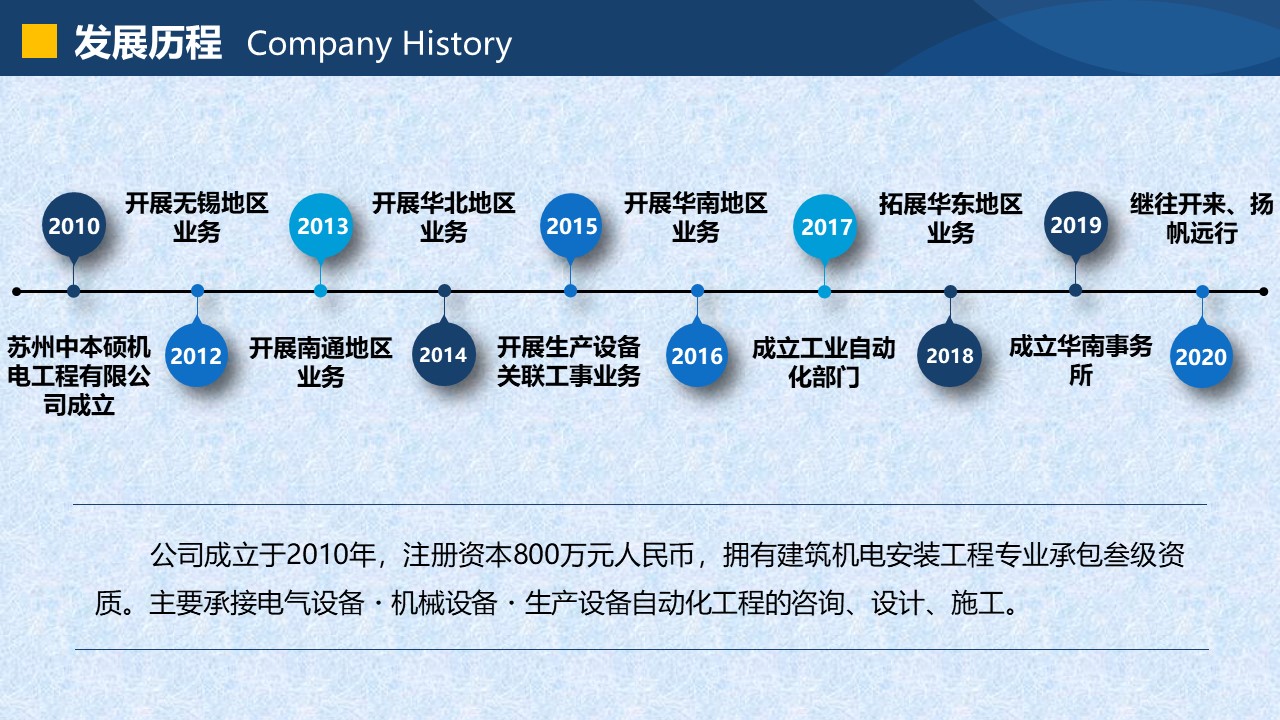 发展历程 Company History
2010
苏州中本硕机
电工程有限公
司成立
开展无锡地区
业务
2012
2013
开展南通地区
业务
开展华北地区
业务
2014
2015
开展生产设备
关联工事业务
开展华南地区
业务
2016
2017
成立工业自动
化部门
拓展华东地区
业务
2018
2019
成立华南事务
所
继往开来、扬
帆远行
2020
公司成立于2010年，注册资本800万元人民币，拥有建筑机电安装工程专业承包叁级资
质。主要承接电气设备·机械设备·生产设备自动化工程的咨询、设计、施工。